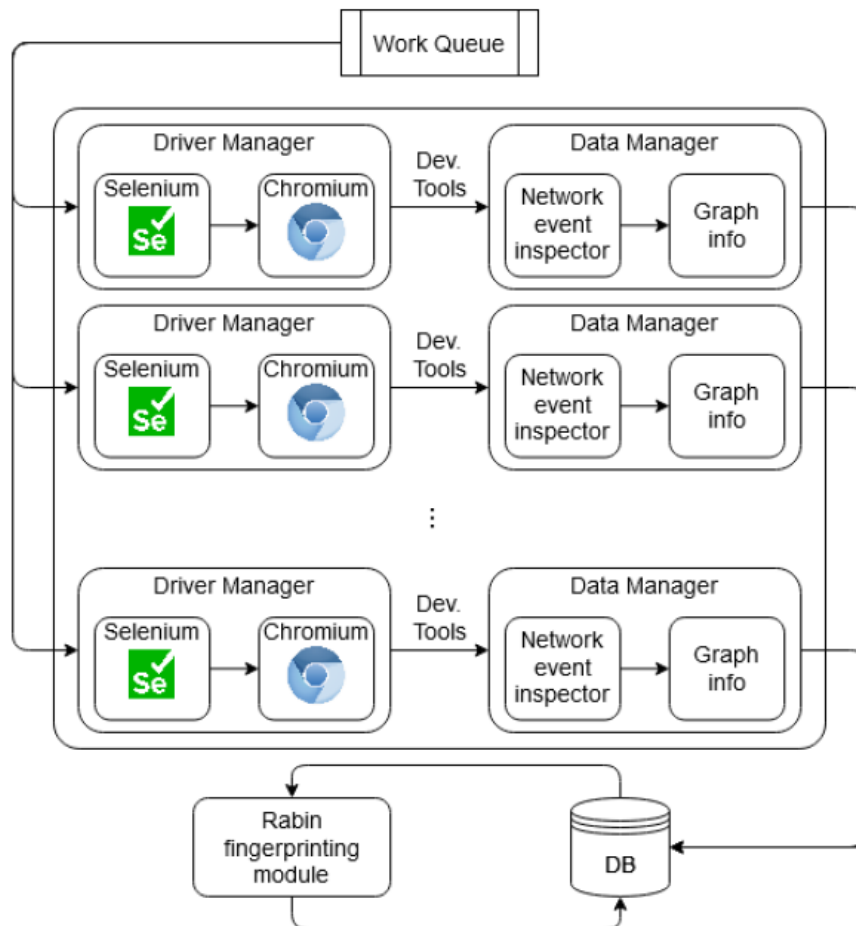 Work Queue
Driver Manager
Dev.
Tools
Data Manager
Selenium
Se
Chromium
Network
event
inspector
Graph
info
Driver Manager
Dev.
Tools
Data Manager
Selenium
Se
Chromium
Network
event
inspector
Graph
info
⋮
Driver Manager
Dev.
Tools
Data Manager
Selenium
Se
Chromium
Network
event
inspector
Graph
info
Rabin
fingerprinting
module
DB